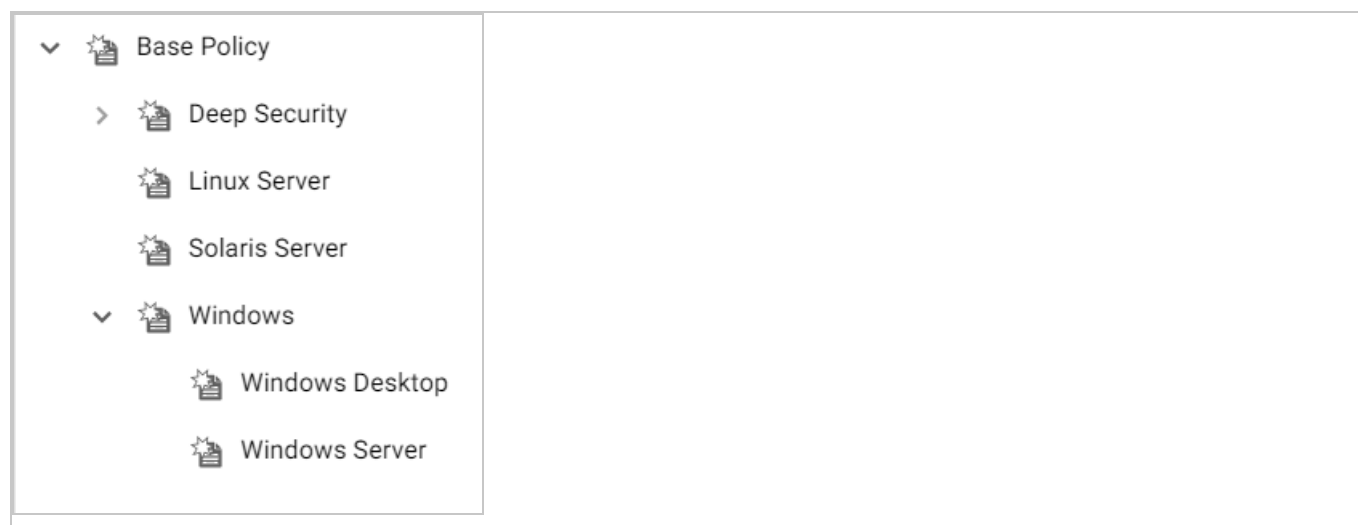 Base Policy
Deep Security
Linux Server
Solaris Server
Windows
Windows Desktop
Windows Server